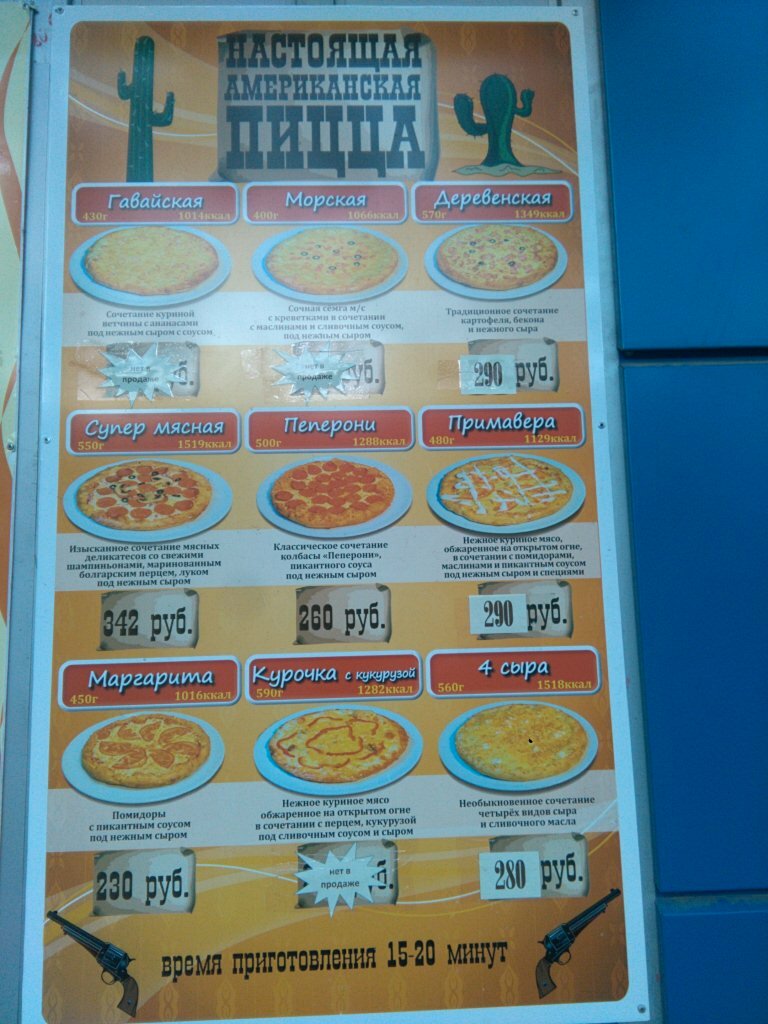 НАСТОЯЩАЯ
АМЕРИКАНСКАЯ
ПИЦЦА
Гавайская
430г 1014ккал
Морская
400г 1066ккал
Деревенская
570г 1349ккал
Сочетание куриной
ветчины с ананасами
под нежным сыром с соусом
Сочная сёмга м/с
с креветками в сочетании
с маслинами и сливочным соусом,
под нежным сыром
Традиционное сочетание
картофеля, бекона
и нежного сыра
нет в
продаже
б.
нет в
продаже
уб.
290 руб.
Супер мясная
550г 1519ккал
Пеперони
500г 1288ккал
Примавера
480г 1129ккал
Изысканное сочетание мясных
деликатесов со свежими
шампиньонами, маринованным
болгарским перцем, луком
под нежным сыром
Классическое сочетание
колбасы «Пеперони»,
пикантного соуса
под нежным сыром
Нежное куриное мясо,
обжаренное на открытом огне,
в сочетании с помидорами,
маслинами и пикантным соусом
под нежным сыром и специями
342 руб.
260 руб.
290 руб.
Маргарита
450г 1016ккал
Курочка с кукурузой
590г 1282ккал
4 сыра
560г 1518ккал
Помидоры
с пикантным соусом
под нежным сыром
Нежное куриное мясо
обжаренное на открытом огне
в сочетании с перцем, кукурузой
под сливочным соусом и сыром
Необыкновенное сочетание
четырёх видов сыра
и сливочного масла
230 руб.
нет в
продаже
б.
280 руб.
время приготовления 15-20 минут